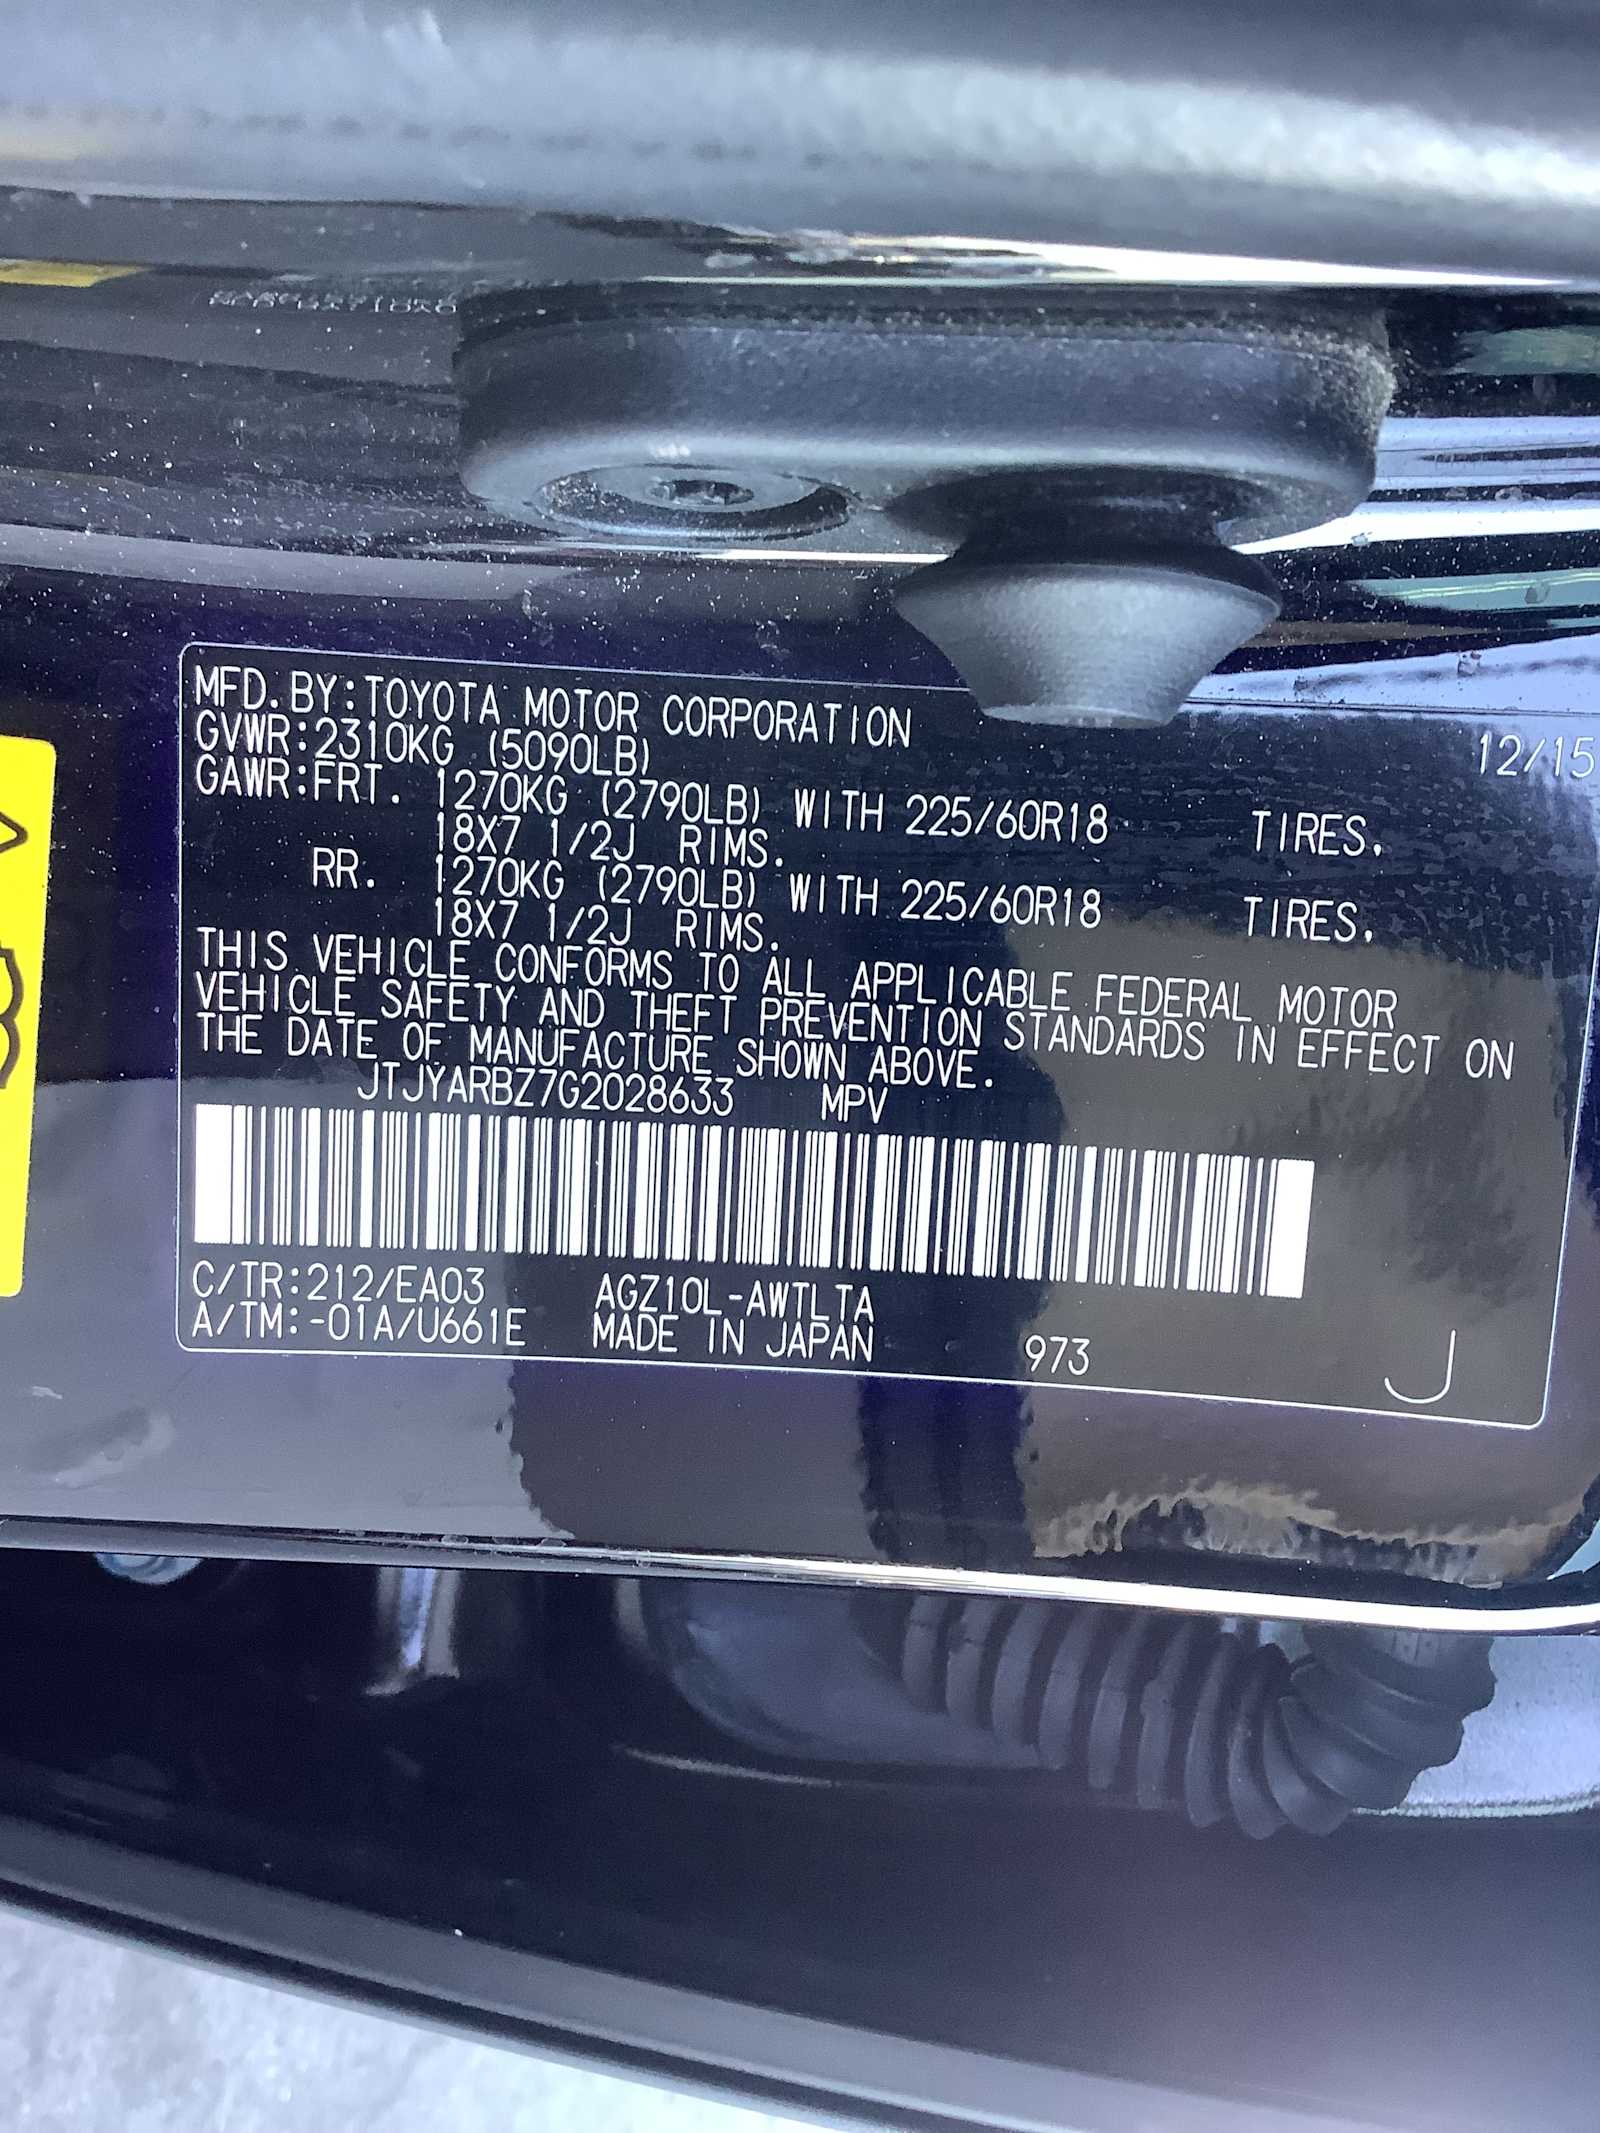 MFD.BY:TOYOTA MOTOR CORPORATION 12/15
GVWR:2310KG (5090LB)
GAWR:FRT. 1270KG (2790LB) WITH 225/60R18 TIRES,
18X7 1/2J RIMS.
RR. 1270KG (2790LB) WITH 225/60R18 TIRES,
18X7 1/2J RIMS.
THIS VEHICLE CONFORMS TO ALL APPLICABLE FEDERAL MOTOR
VEHICLE SAFETY AND THEFT PREVENTION STANDARDS IN EFFECT ON
THE DATE OF MANUFACTURE SHOWN ABOVE.
JTJYARBZ7G2028633 MPV
C/TR:212/EA03 AGZ10L-AWTLTA
A/TM:-01A/U661E MADE IN JAPAN 973 J